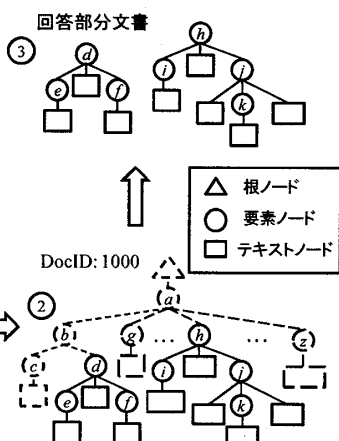 回答部分文書
③
d
h
e
f
i
j
k
△ 根ノード
○ 要素ノード
□ テキストノード
DocID: 1000
②
a
b
g
…
h
…
z
c
d
i
j
e
f
k